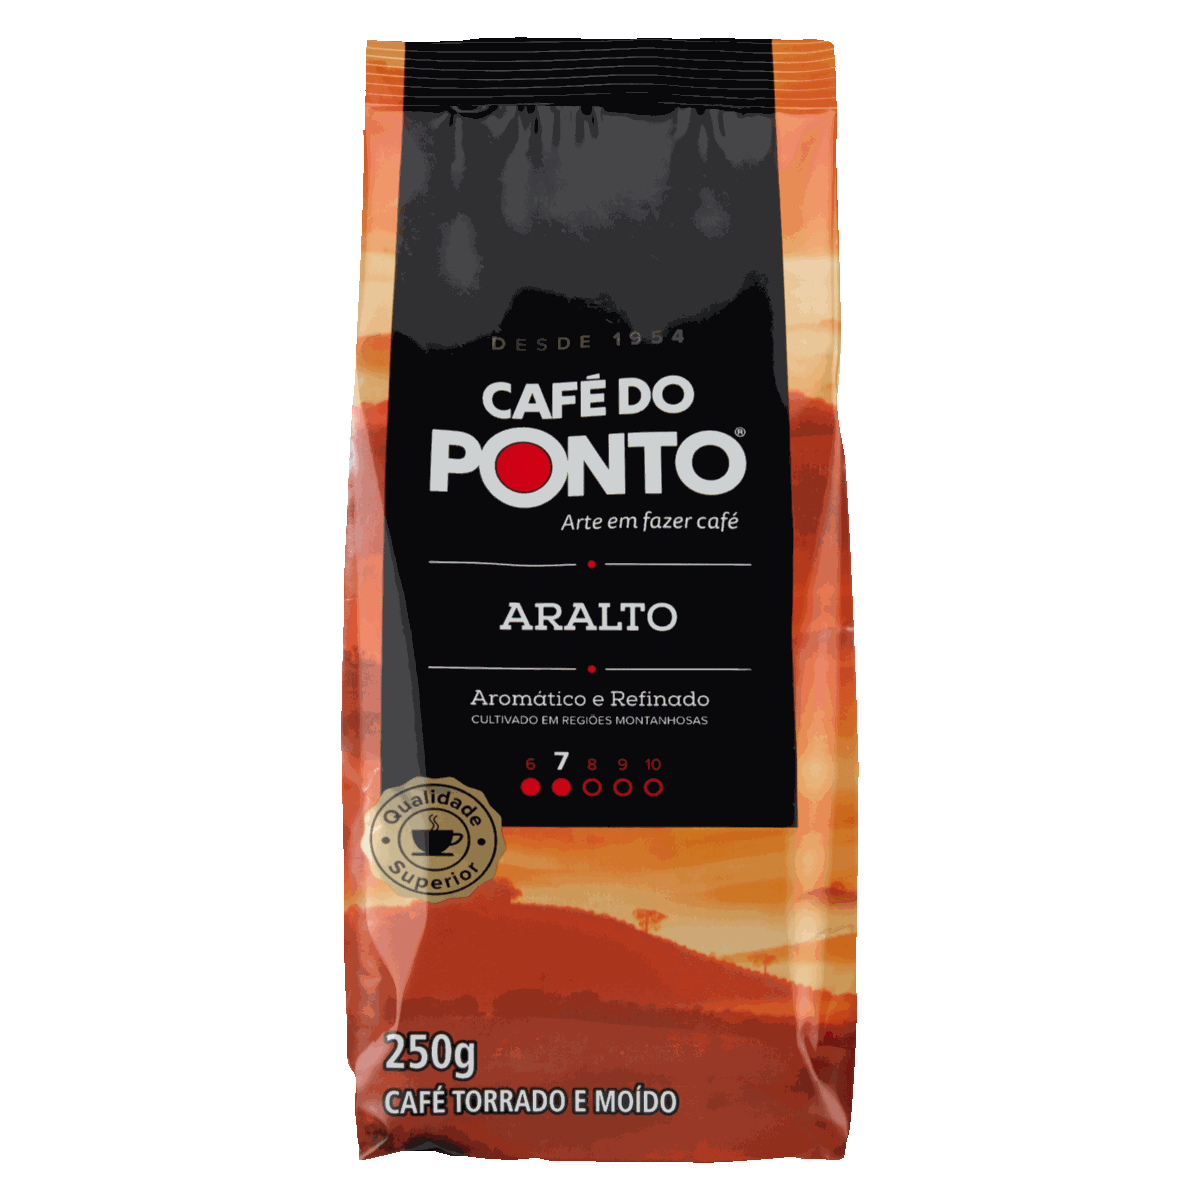 DESDE 1954
CAFÉ DO
PONTO®
Arte em fazer café
ARALTO
Aromático e Refinado
CULTIVADO EM REGIÕES MONTANHOSAS
6 7 8 9 10
Qualidade
Superior
250g
CAFÉ TORRADO E MOÍDO